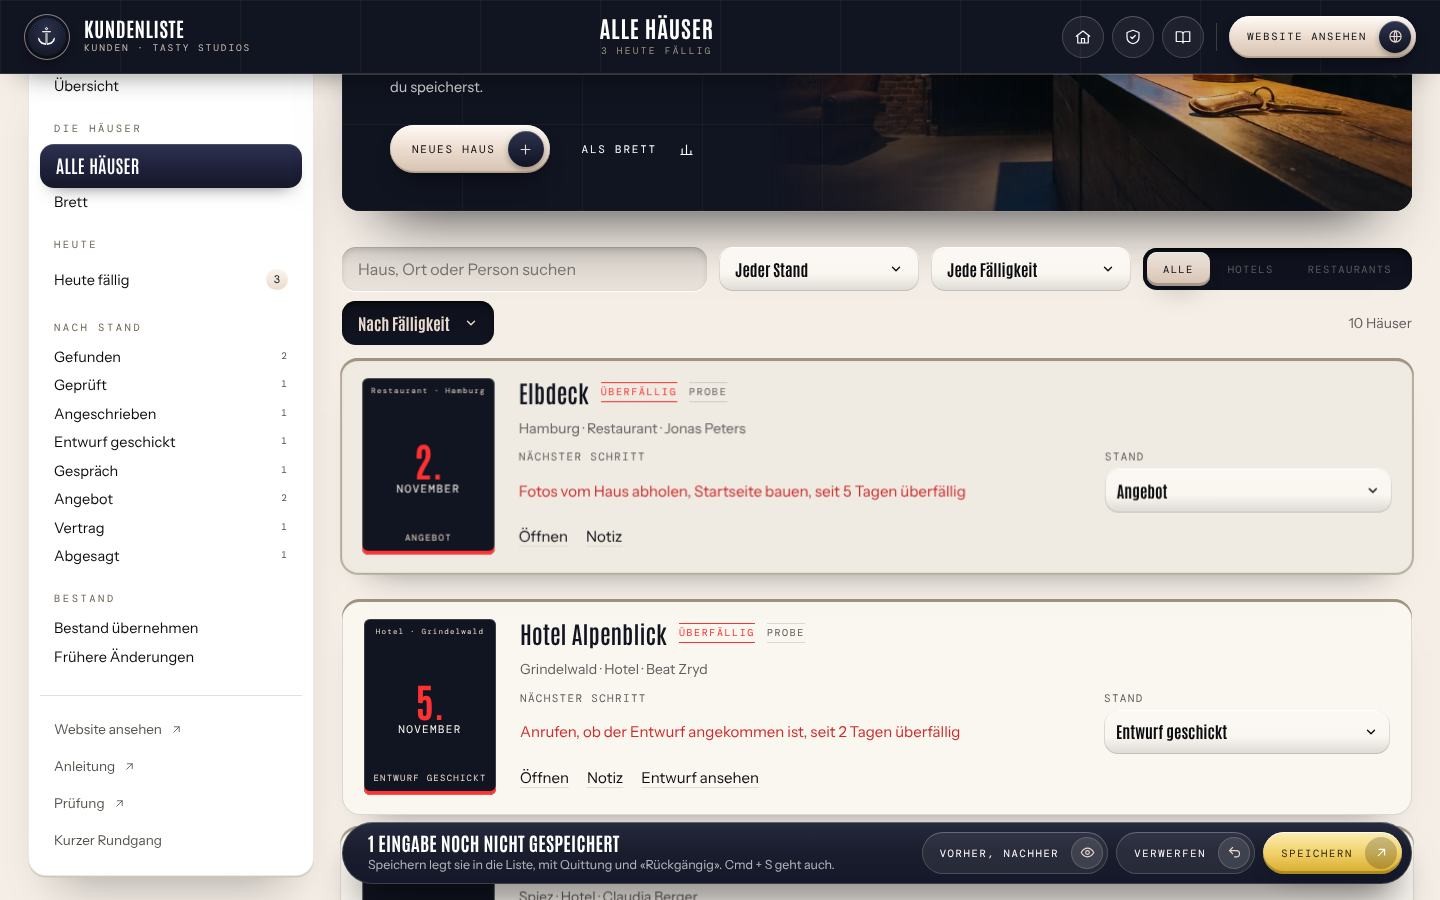 KUNDENLISTE
KUNDEN · TASTY STUDIOS
ALLE HÄUSER
3 HEUTE FÄLLIG
WEBSITE ANSEHEN
Übersicht
DIE HÄUSER
ALLE HÄUSER
Brett
HEUTE
Heute fällig 3
NACH STAND
Gefunden 2
Geprüft 1
Angeschrieben 1
Entwurf geschickt 1
Gespräch 1
Angebot 2
Vertrag 1
Abgesagt 1
BESTAND
Bestand übernehmen
Frühere Änderungen
Website ansehen
Anleitung
Prüfung
Kurzer Rundgang
du speicherst.
NEUES HAUS
ALS BRETT
Haus, Ort oder Person suchen
Jeder Stand
Jede Fälligkeit
ALLE HOTELS RESTAURANTS
Nach Fälligkeit
10 Häuser
Restaurant · Hamburg
2.
NOVEMBER
ANGEBOT
Elbdeck ÜBERFÄLLIG PROBE
Hamburg · Restaurant · Jonas Peters
NÄCHSTER SCHRITT
Fotos vom Haus abholen, Startseite bauen, seit 5 Tagen überfällig
Öffnen Notiz
STAND
Angebot
Hotel · Grindelwald
5.
NOVEMBER
ENTWURF GESCHICKT
Hotel Alpenblick ÜBERFÄLLIG PROBE
Grindelwald · Hotel · Beat Zryd
NÄCHSTER SCHRITT
Anrufen, ob der Entwurf angekommen ist, seit 2 Tagen überfällig
Öffnen Notiz Entwurf ansehen
STAND
Entwurf geschickt
1 EINGABE NOCH NICHT GESPEICHERT
Speichern legt sie in die Liste, mit Quittung und «Rückgängig». Cmd + S geht auch.
VORHER, NACHHER
VERWERFEN
SPEICHERN
Spiez · Hotel · Claudia Berger